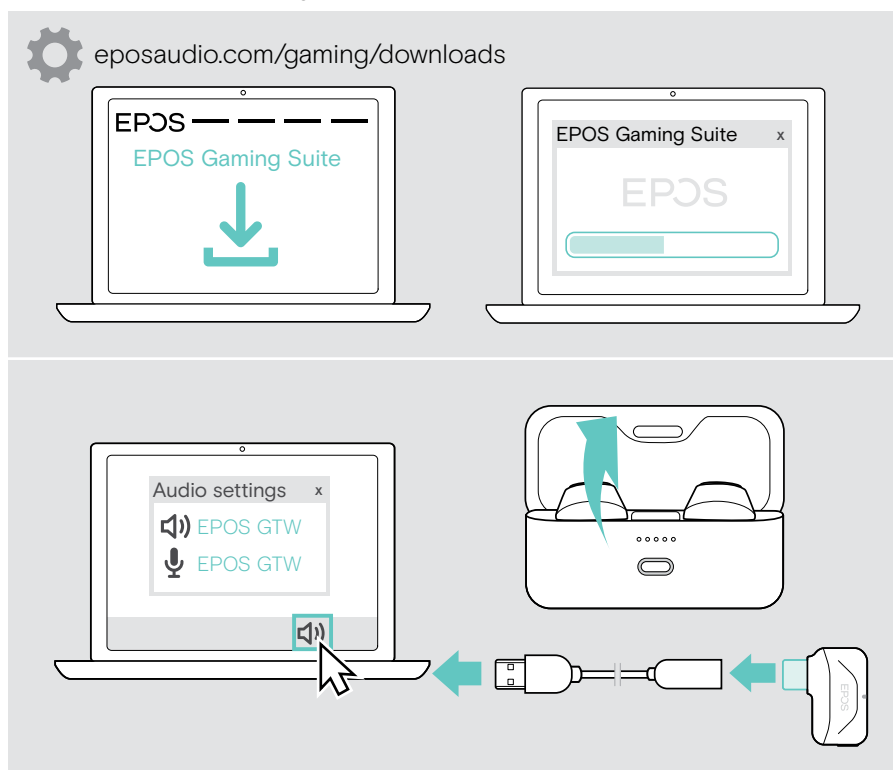 eposaudio.com/gaming/downloads
EPOS
EPOS Gaming Suite
EPOS Gaming Suite x
EPOS
Audio settings x
EPOS GTW
EPOS GTW
EPOS